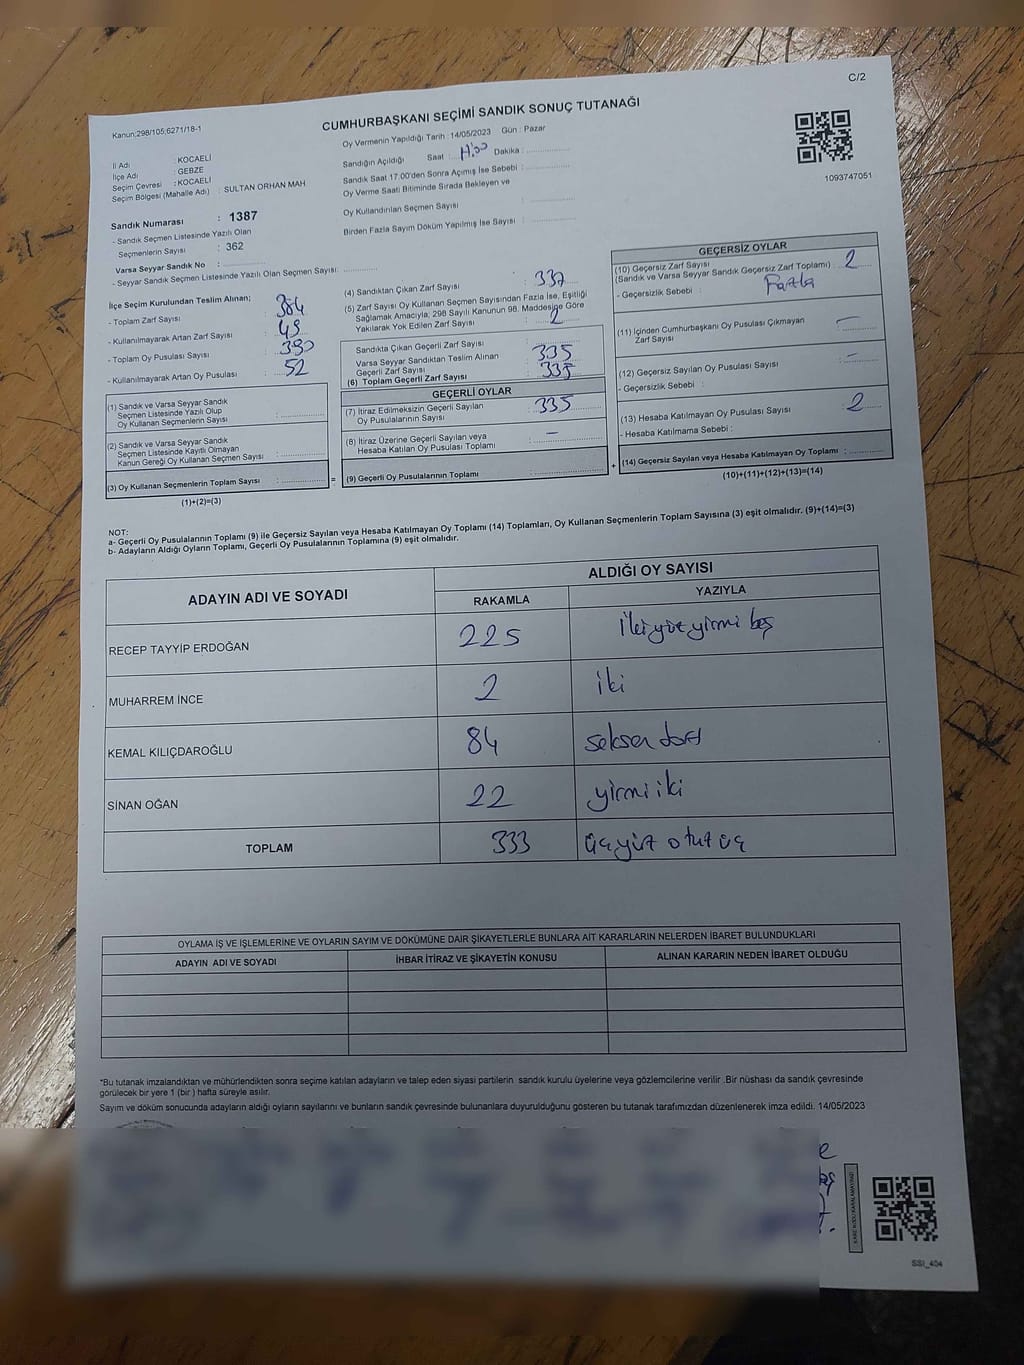 C/2
Kanun:298/105;6271/18-1
CUMHURBAŞKANI SEÇİMİ SANDIK SONUÇ TUTANAĞI
İl Adı : KOCAELİ
İlçe Adı : GEBZE
Seçim Çevresi : KOCAELİ
Seçim Bölgesi (Mahalle Adı) : SULTAN ORHAN MAH
Sandık Numarası : 1387
- Sandık Seçmen Listesinde Yazılı Olan
Seçmenlerin Sayısı : 362
Varsa Seyyar Sandık No :
- Seyyar Sandık Seçmen Listesinde Yazılı Olan Seçmen Sayısı:
Oy Vermenin Yapıldığı Tarih : 14/05/2023 Gün : Pazar
Sandığın Açıldığı Saat : Dakika :
Sandık Saat 17.00'den Sonra Açımış İse Sebebi :
Oy Verme Saati Bitiminde Sırada Bekleyen ve
Oy Kullandırılan Seçmen Sayısı :
Birden Fazla Sayım Döküm Yapılmış İse Sayısı :
1093747051
İlçe Seçim Kurulundan Teslim Alınan;
- Toplam Zarf Sayısı : 384
- Kullanılmayarak Artan Zarf Sayısı : 49
- Toplam Oy Pusulası Sayısı :
- Kullanılmayarak Artan Oy Pusulası : 52
(1) Sandık ve Varsa Seyyar Sandık
Seçmen Listesinde Yazılı Olup
Oy Kullanan Seçmenlerin Sayısı :
(2) Sandık ve Varsa Seyyar Sandık
Seçmen Listesinde Kayıtlı Olmayan
Kanun Gereği Oy Kullanan Seçmen Sayısı :
(3) Oy Kullanan Seçmenlerin Toplam Sayısı : =
(1)+(2)=(3)
(4) Sandıktan Çıkan Zarf Sayısı : 337
(5) Zarf Sayısı Oy Kullanan Seçmen Sayısından Fazla İse, Eşitliği
Sağlamak Amacıyla; 298 Sayılı Kanunun 98. Maddesine Göre
Yakılarak Yok Edilen Zarf Sayısı : 2
Sandıkta Çıkan Geçerli Zarf Sayısı : 335
Varsa Seyyar Sandıktan Teslim Alınan
Geçerli Zarf Sayısı :
(6) Toplam Geçerli Zarf Sayısı : 335
GEÇERLİ OYLAR
(7) İtiraz Edilmeksizin Geçerli Sayılan
Oy Pusulalarının Sayısı : 335
(8) İtiraz Üzerine Geçerli Sayılan veya
Hesaba Katılan Oy Pusulası Toplamı : —
(9) Geçerli Oy Pusulalarının Toplamı : +
GEÇERSİZ OYLAR
(10) Geçersiz Zarf Sayısı
(Sandık ve Varsa Seyyar Sandık Geçersiz Zarf Toplamı) : 2
- Geçersizlik Sebebi : Fazla
(11) İçinden Cumhurbaşkanı Oy Pusulası Çıkmayan
Zarf Sayısı : —
(12) Geçersiz Sayılan Oy Pusulası Sayısı : —
- Geçersizlik Sebebi :
(13) Hesaba Katılmayan Oy Pusulası Sayısı : 2
- Hesaba Katılmama Sebebi :
(14) Geçersiz Sayılan veya Hesaba Katılmayan Oy Toplamı :
(10)+(11)+(12)+(13)=(14)
NOT:
a- Geçerli Oy Pusulalarının Toplamı (9) ile Geçersiz Sayılan veya Hesaba Katılmayan Oy Toplamı (14) Toplamları, Oy Kullanan Seçmenlerin Toplam Sayısına (3) eşit olmalıdır. (9)+(14)=(3)
b- Adayların Aldığı Oyların Toplamı, Geçerli Oy Pusulalarının Toplamına (9) eşit olmalıdır.
ADAYIN ADI VE SOYADI
ALDIĞI OY SAYISI
RAKAMLA YAZIYLA
RECEP TAYYİP ERDOĞAN 225 ikiyüz yirmi beş
MUHARREM İNCE 2 iki
KEMAL KILIÇDAROĞLU 84 seksen dört
SİNAN OĞAN 22 yirmi iki
TOPLAM 333 üçyüz otuz üç
OYLAMA İŞ VE İŞLEMLERİNE VE OYLARIN SAYIM VE DÖKÜMÜNE DAİR ŞİKAYETLERLE BUNLARA AİT KARARLARIN NELERDEN İBARET BULUNDUKLARI
ADAYIN ADI VE SOYADI İHBAR İTİRAZ VE ŞİKAYETİN KONUSU ALINAN KARARIN NEDEN İBARET OLDUĞU
*Bu tutanak imzalandıktan ve mühürlendikten sonra seçime katılan adayların ve talep eden siyasi partilerin sandık kurulu üyelerine veya gözlemcilerine verilir .Bir nüshası da sandık çevresinde
görülecek bir yere 1 (bir ) hafta süreyle asılır.
Sayım ve döküm sonucunda adayların aldığı oyların sayılarını ve bunların sandık çevresinde bulunanlara duyurulduğunu gösteren bu tutanak tarafımızdan düzenlenerek imza edildi. 14/05/2023
KARE KODU KARALAMAYINIZ!
SSI_404